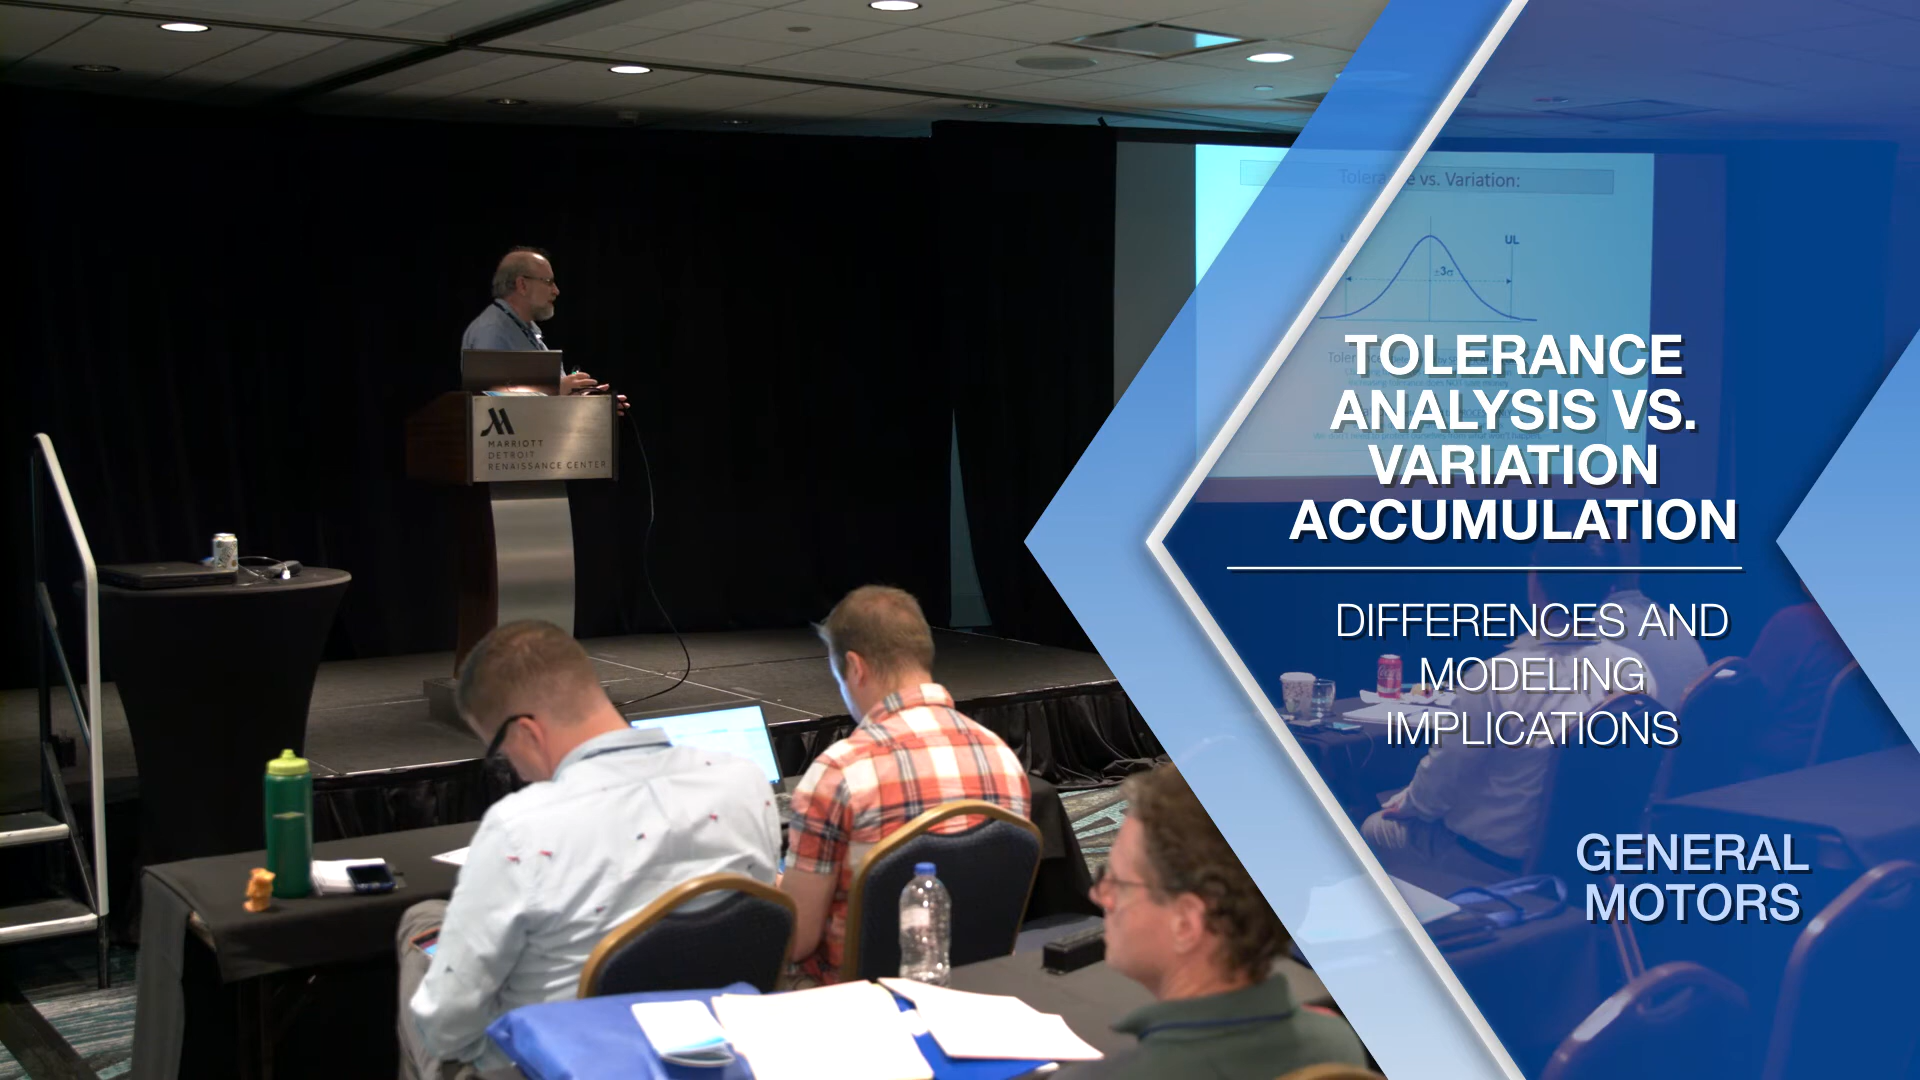 Tolerance vs. Variation:
UL
±3σ
MARRIOTT
DETROIT
RENAISSANCE CENTER
TOLERANCE
ANALYSIS VS.
VARIATION
ACCUMULATION
DIFFERENCES AND
MODELING
IMPLICATIONS
GENERAL
MOTORS